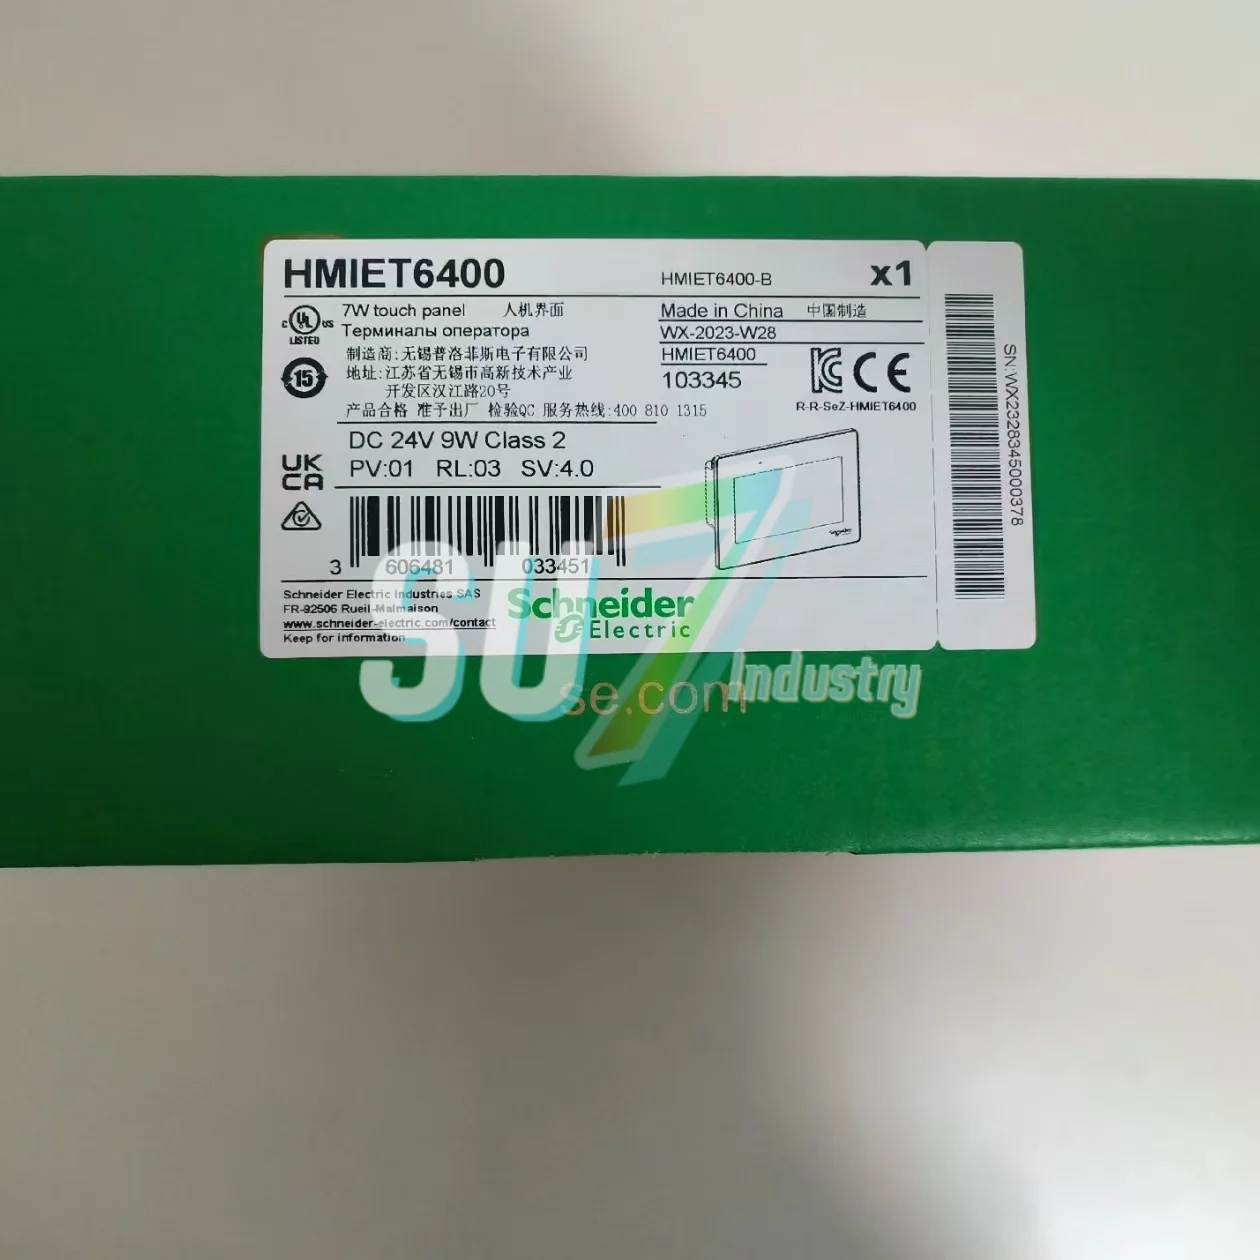 HMIET6400
HMIET6400-B
x1
7W touch panel 人机界面
Терминалы оператора
Made in China 中国制造
WX-2023-W28
HMIET6400
103345
R-R-SeZ-HMIET6400
C UL US
LISTED
15
制造商:无锡普洛菲斯电子有限公司
地址:江苏省无锡市高新技术产业
开发区汉江路20号
产品合格 准予出厂 检验QC 服务热线:400 810 1315
DC 24V 9W Class 2
PV:01 RL:03 SV:4.0
UK
CA
CE
3 606481 033451
Schneider Electric Industries SAS
FR-92506 Rueil-Malmaison
www.schneider-electric.com/contact
Keep for information
Schneider
Electric
SN:WX2328345000378
se.com
SU7 Industry